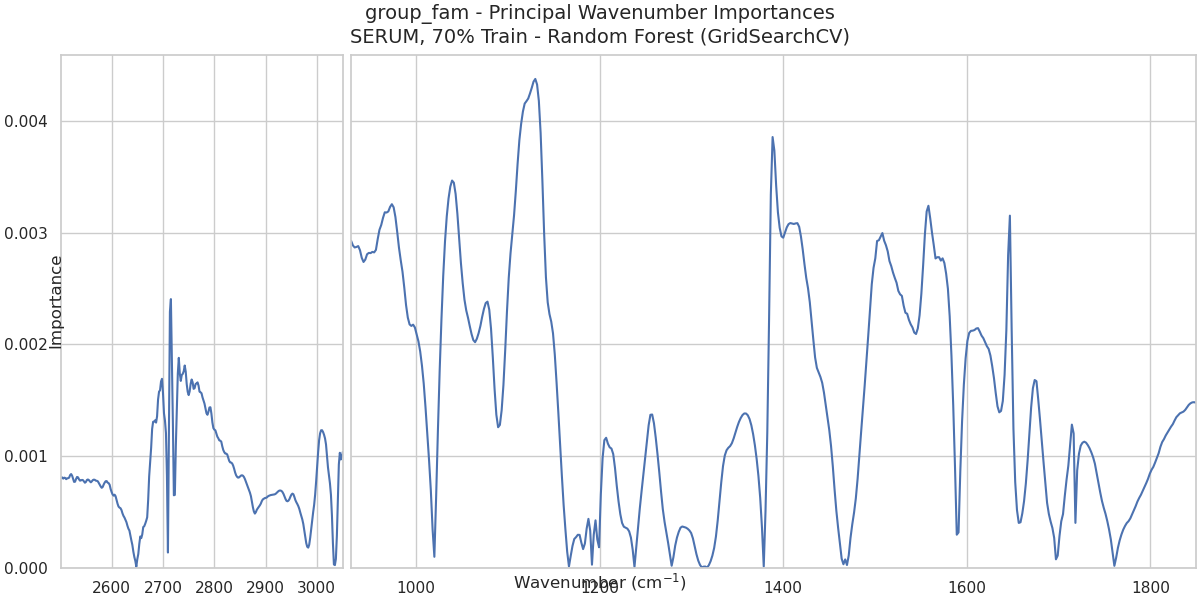 group_fam - Principal Wavenumber Importances
SERUM, 70% Train - Random Forest (GridSearchCV)
0.004
0.003
0.002
0.001
0.000
Importance
2600 2700 2800 2900 3000 1000 1200 1400 1600 1800
Wavenumber (cm⁻¹)